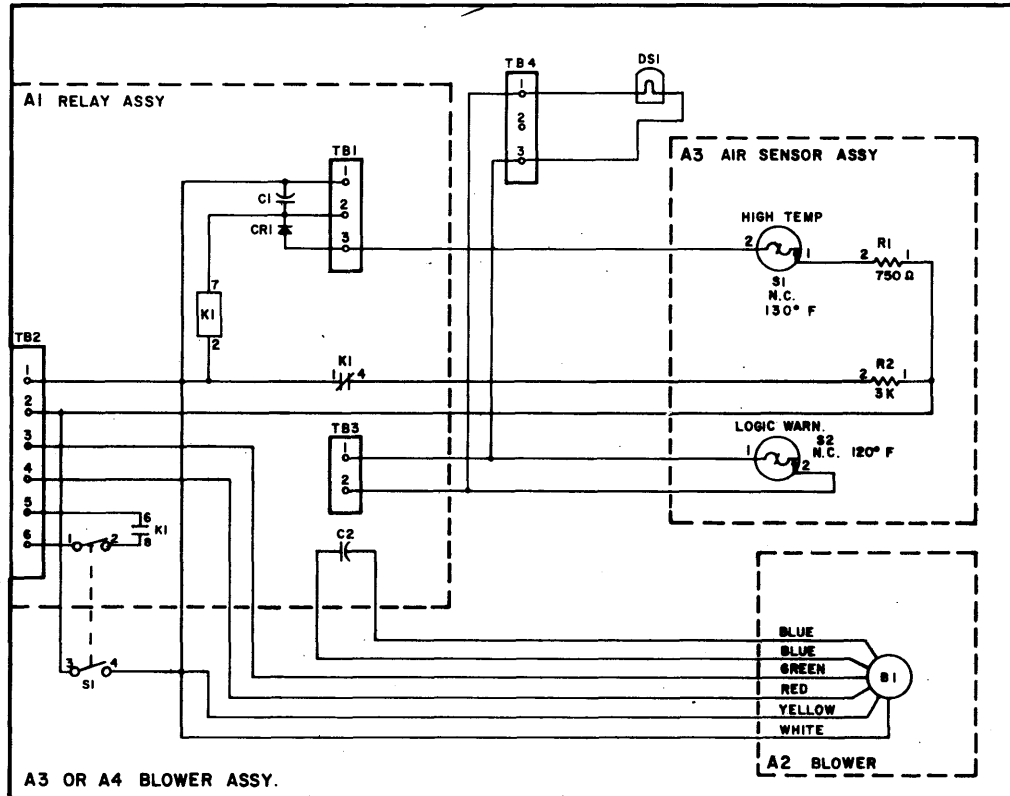 DS1
TB4
1
2
3
A1 RELAY ASSY
TB1
1
2
3
C1
CR1
A3 AIR SENSOR ASSY
HIGH TEMP
2
1
S1
N.C.
130° F
R1
2 1
750 Ω
7
K1
2
TB2
1
2
3
4
5
6
K1
1 4
R2
2 1
3K
TB3
1
2
LOGIC WARN.
1
2
S2
N.C. 120° F
6
K1
8
1 2
C2
3 4
S1
BLUE
BLUE
GREEN
RED
YELLOW
WHITE
B1
A2 BLOWER
A3 OR A4 BLOWER ASSY.